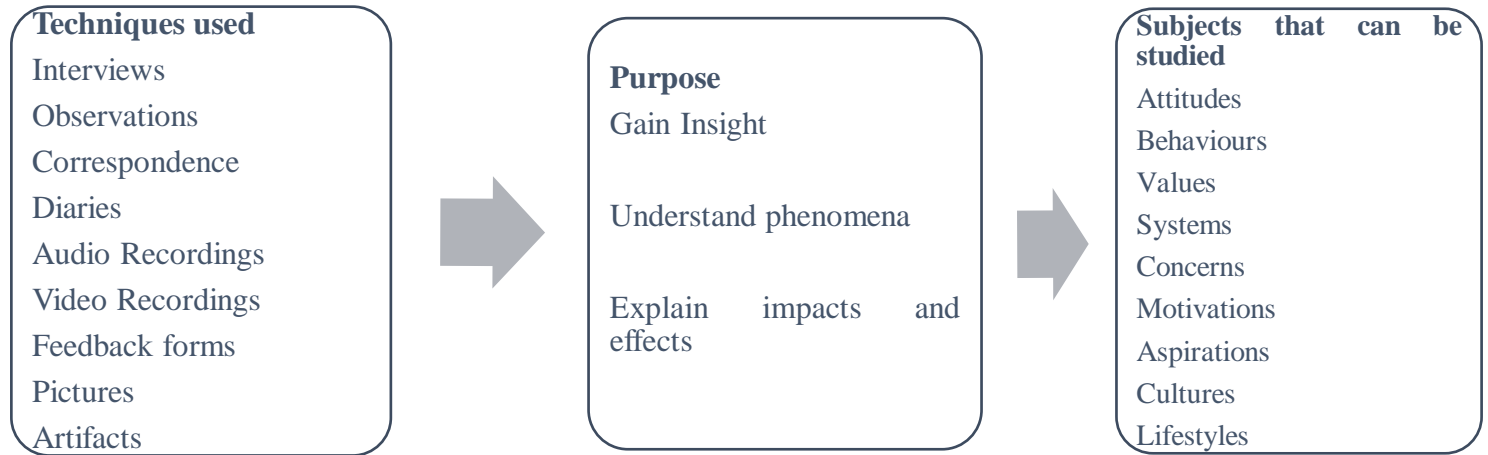 Techniques used
Interviews
Observations
Correspondence
Diaries
Audio Recordings
Video Recordings
Feedback forms
Pictures
Artifacts
Purpose
Gain Insight
Understand phenomena
Explain impacts and
effects
Subjects that can be
studied
Attitudes
Behaviours
Values
Systems
Concerns
Motivations
Aspirations
Cultures
Lifestyles